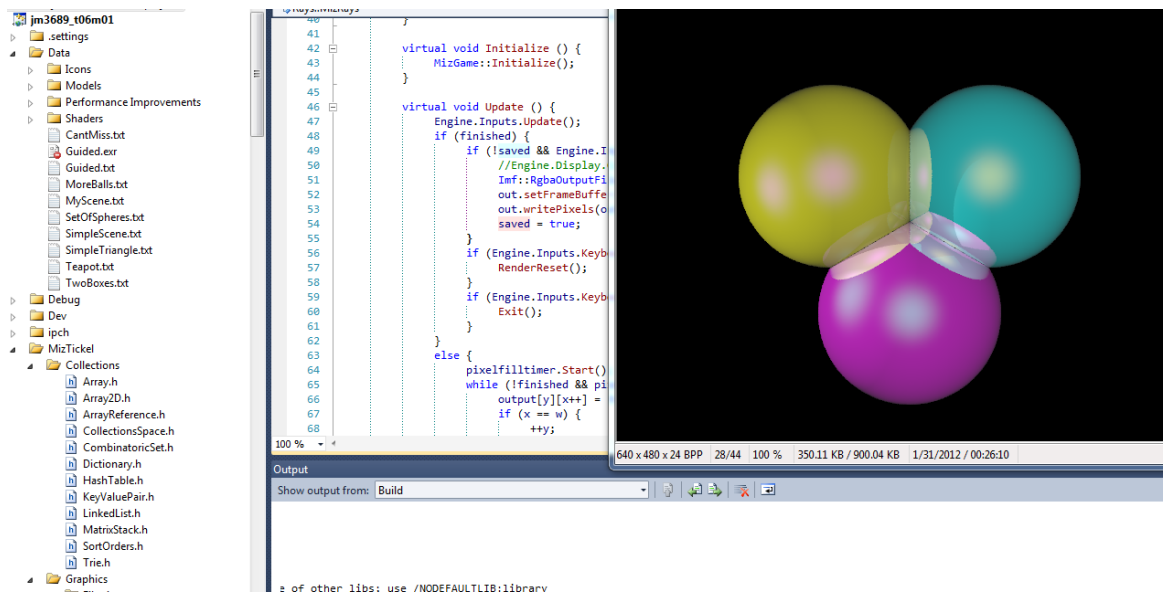 jm3689_t06m01
.settings
Data
Icons
Models
Performance Improvements
Shaders
CantMiss.txt
Guided.exr
Guided.txt
MoreBalls.txt
MyScene.txt
SetOfSpheres.txt
SimpleScene.txt
SimpleTriangle.txt
Teapot.txt
TwoBoxes.txt
Debug
Dev
ipch
MizTickel
Collections
Array.h
Array2D.h
ArrayReference.h
CollectionsSpace.h
CombinatoricSet.h
Dictionary.h
HashTable.h
KeyValuePair.h
LinkedList.h
MatrixStack.h
SortOrders.h
Trie.h
Graphics
40 }
41
42 virtual void Initialize () {
43 MizGame::Initialize();
44 }
45
46 virtual void Update () {
47 Engine.Inputs.Update();
48 if (finished) {
49 if (!saved && Engine.I
50 //Engine.Display.
51 Imf::RgbaOutputFi
52 out.setFrameBuffe
53 out.writePixels(o
54 saved = true;
55 }
56 if (Engine.Inputs.Keyb
57 RenderReset();
58 }
59 if (Engine.Inputs.Keyb
60 Exit();
61 }
62 }
63 else {
64 pixelfilltimer.Start()
65 while (!finished && pi
66 output[y][x++] =
67 if (x == w) {
68 ++y;
100 %
640 x 480 x 24 BPP 28/44 100 % 350.11 KB / 900.04 KB 1/31/2012 / 00:26:10
Output
Show output from: Build
e of other libs; use /NODEFAULTLIB:library